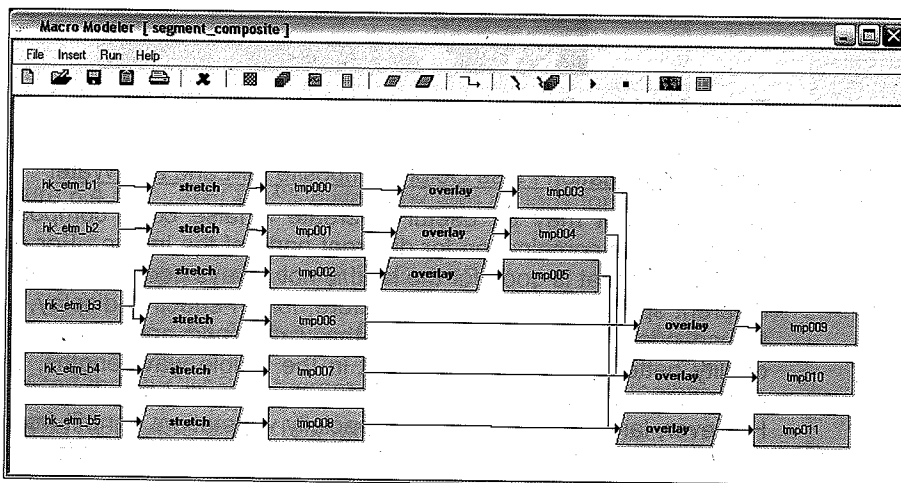 Macro Modeler [ segment_composite ]
File Insert Run Help
hk_etm_b1 stretch tmp000 overlay tmp003
hk_etm_b2 stretch tmp001 overlay tmp004
stretch tmp002 overlay tmp005
hk_etm_b3
stretch tmp006 overlay tmp009
hk_etm_b4 stretch tmp007 overlay tmp010
hk_etm_b5 stretch tmp008 overlay tmp011